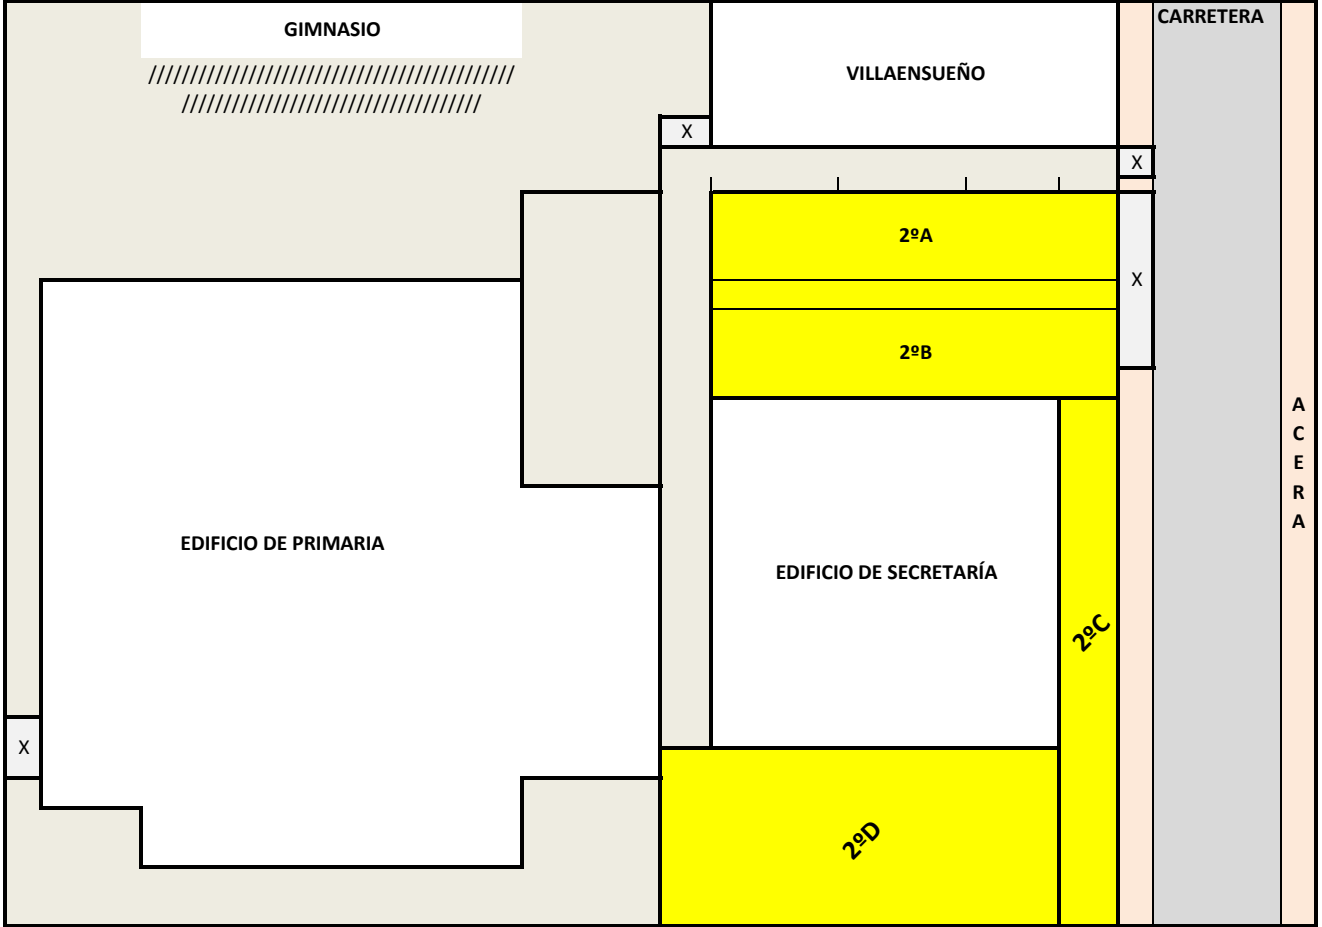 GIMNASIO
CARRETERA
////////////////////////////////////////////
////////////////////////////////////
VILLAENSUEÑO
X
X
2ºA
X
2ºB
A
C
E
R
A
EDIFICIO DE PRIMARIA
EDIFICIO DE SECRETARÍA
2ºC
X
2ºD